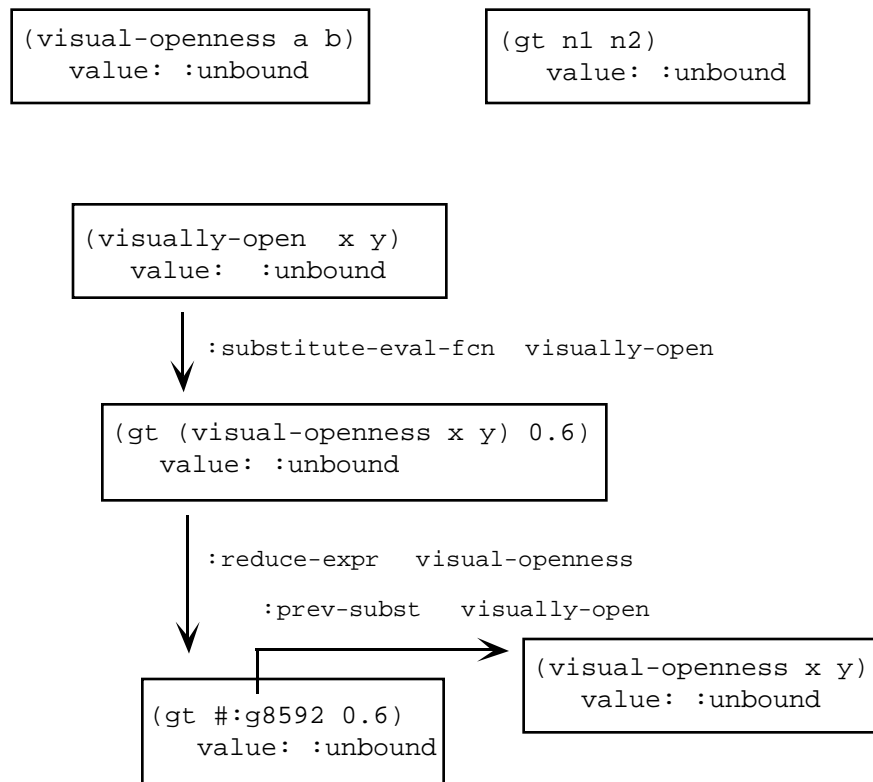 (visual-openness a b)
value: :unbound
(gt n1 n2)
value: :unbound
(visually-open x y)
value: :unbound
:substitute-eval-fcn visually-open
(gt (visual-openness x y) 0.6)
value: :unbound
:reduce-expr visual-openness
:prev-subst visually-open
(visual-openness x y)
value: :unbound
(gt #:g8592 0.6)
value: :unbound